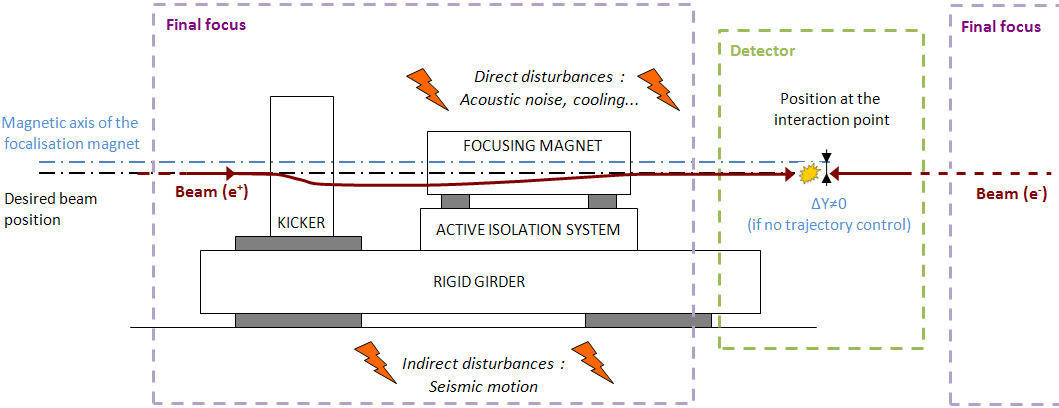 Final focus
Final focus
Detector
Direct disturbances :
Acoustic noise, cooling...
Position at the
interaction point
Magnetic axis of the
focalisation magnet
FOCUSING MAGNET
Beam (e+)
Beam (e-)
Desired beam
position
KICKER
ACTIVE ISOLATION SYSTEM
ΔY≠0
(if no trajectory control)
RIGID GIRDER
Indirect disturbances :
Seismic motion